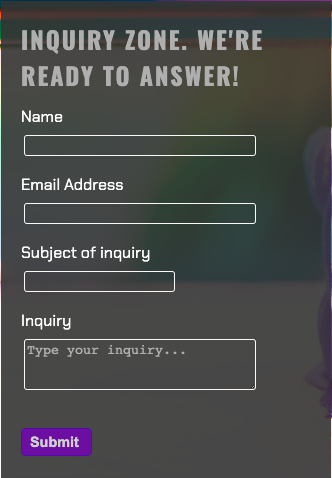 INQUIRY ZONE. WE'RE
READY TO ANSWER!
Name
Email Address
Subject of inquiry
Inquiry
Type your inquiry...
Submit